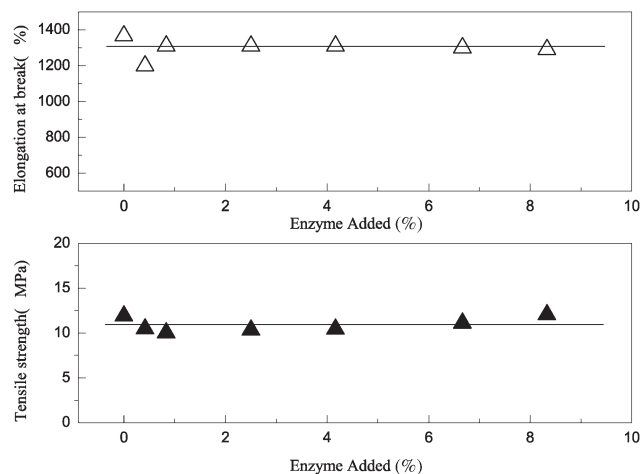 Elongation at break( %)
1400
1200
1000
800
600
0 2 4 6 8 10
Enzyme Added (%)
Tensile strength( MPa)
20
15
10
5
0
0 2 4 6 8 10
Enzyme Added (%)